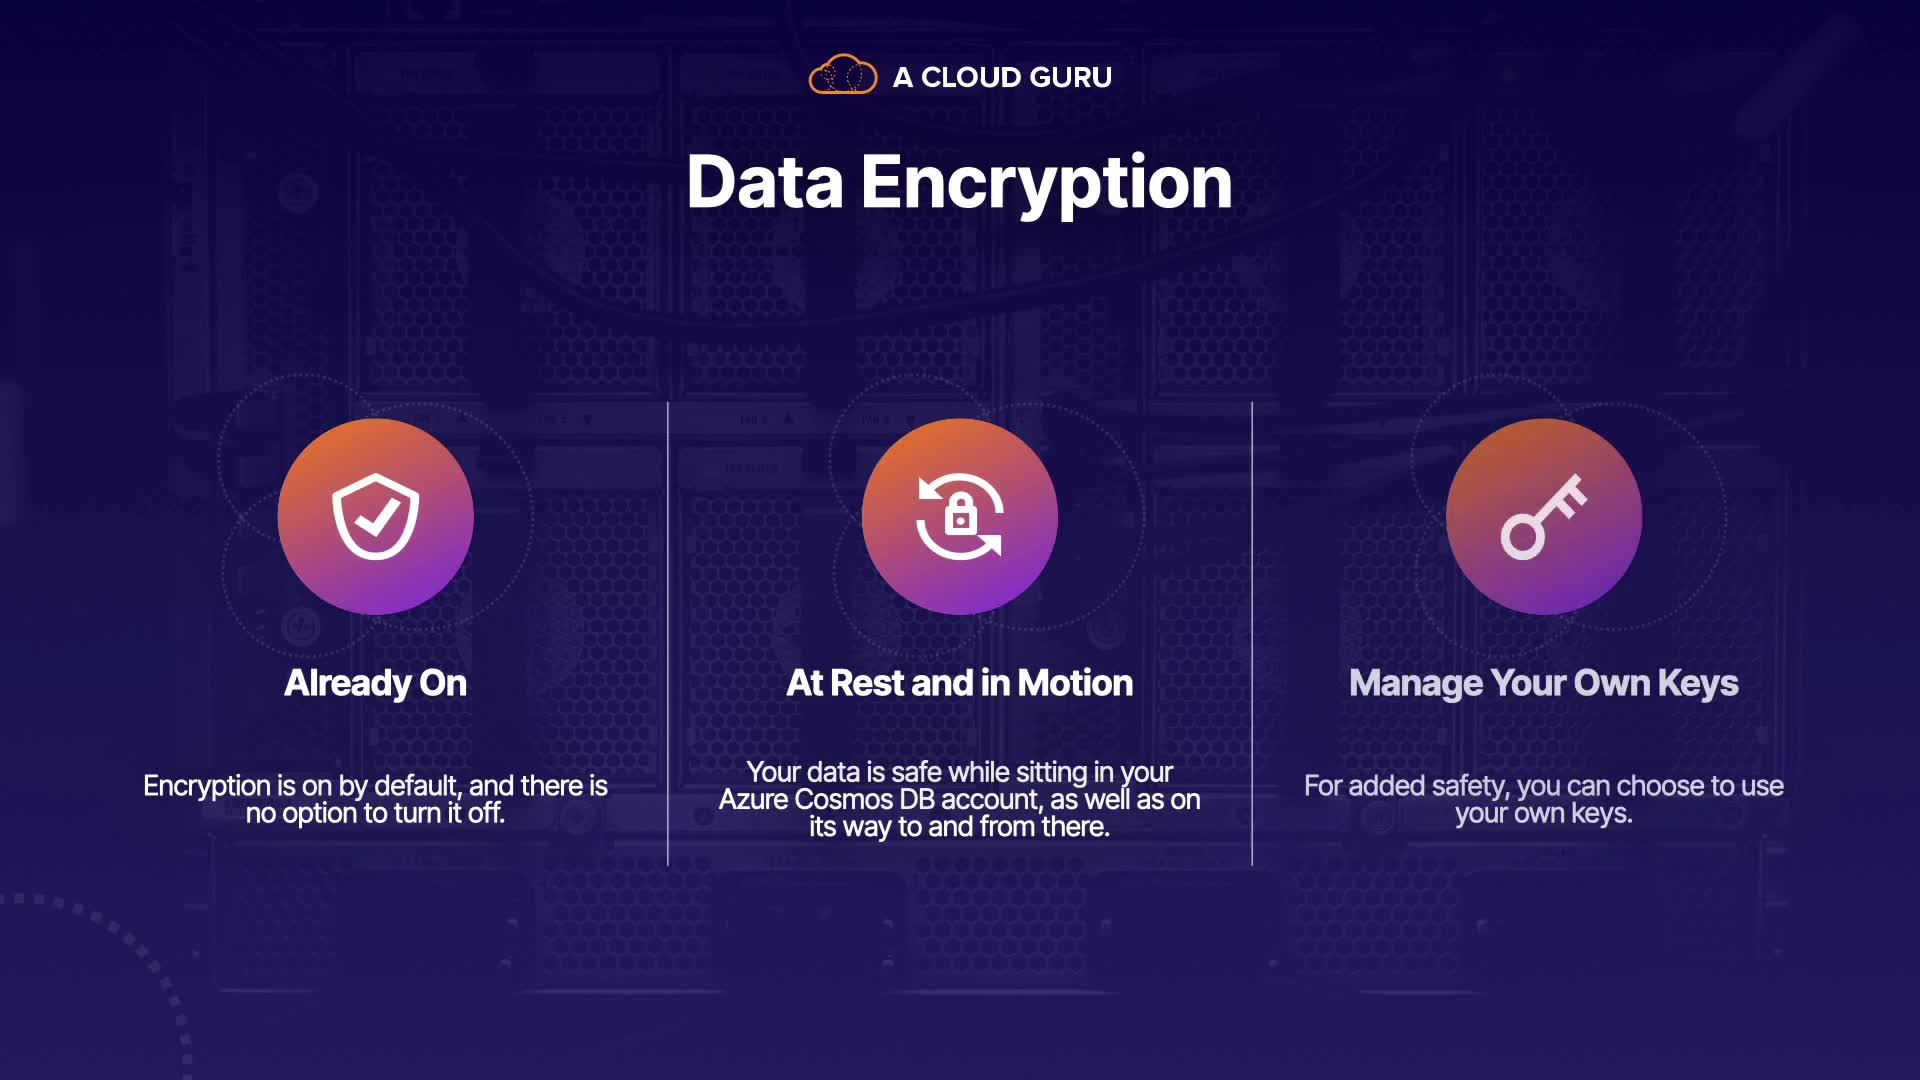 A CLOUD GURU
Data Encryption
Already On
Encryption is on by default, and there is
no option to turn it off.
At Rest and in Motion
Your data is safe while sitting in your
Azure Cosmos DB account, as well as on
its way to and from there.
Manage Your Own Keys
For added safety, you can choose to use
your own keys.